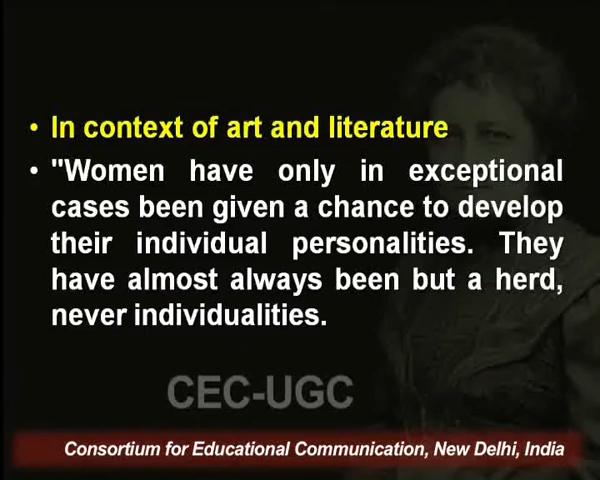 • In context of art and literature
• "Women have only in exceptional
cases been given a chance to develop
their individual personalities. They
have almost always been but a herd,
never individualities.
CEC-UGC
Consortium for Educational Communication, New Delhi, India